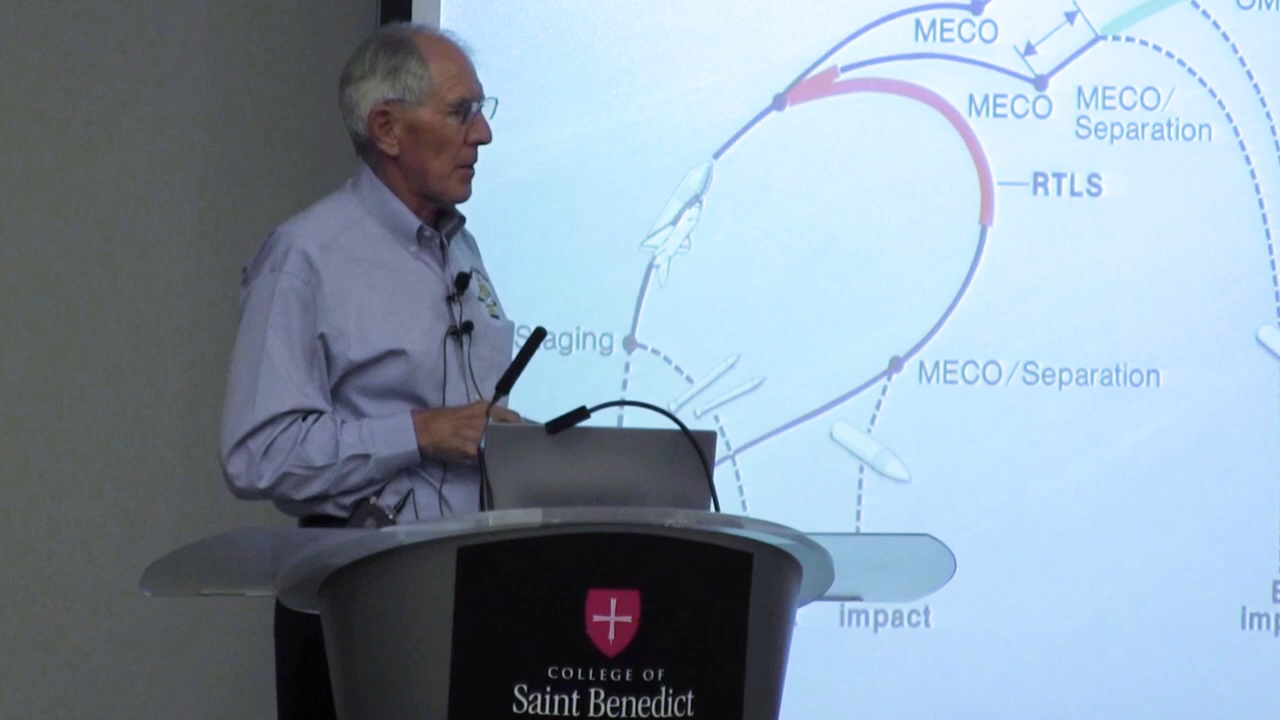 MECO
MECO
MECO/
Separation
RTLS
Staging
MECO/Separation
impact
COLLEGE OF
Saint Benedict